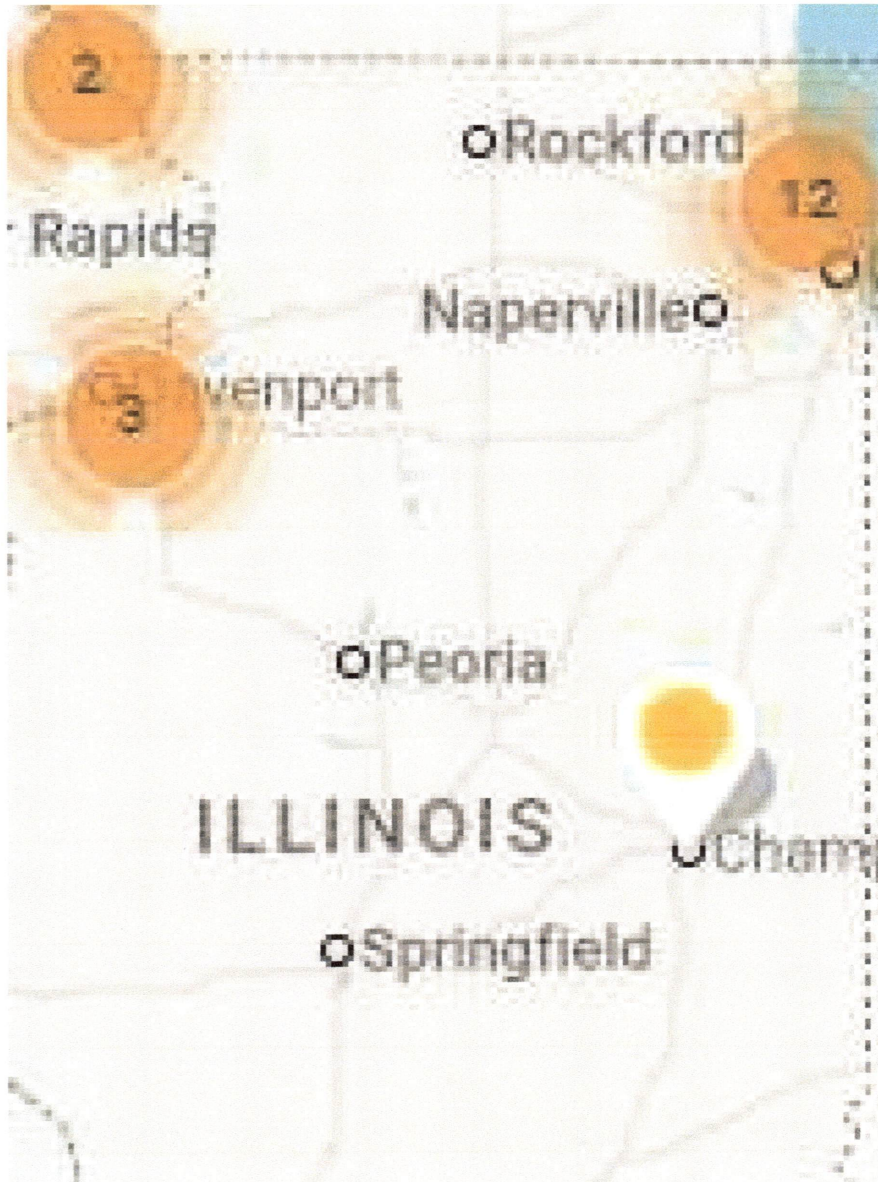 2
Rockford
12
Rapids
Naperville
venport
3
Peoria
ILLINOIS
Champ
Springfield